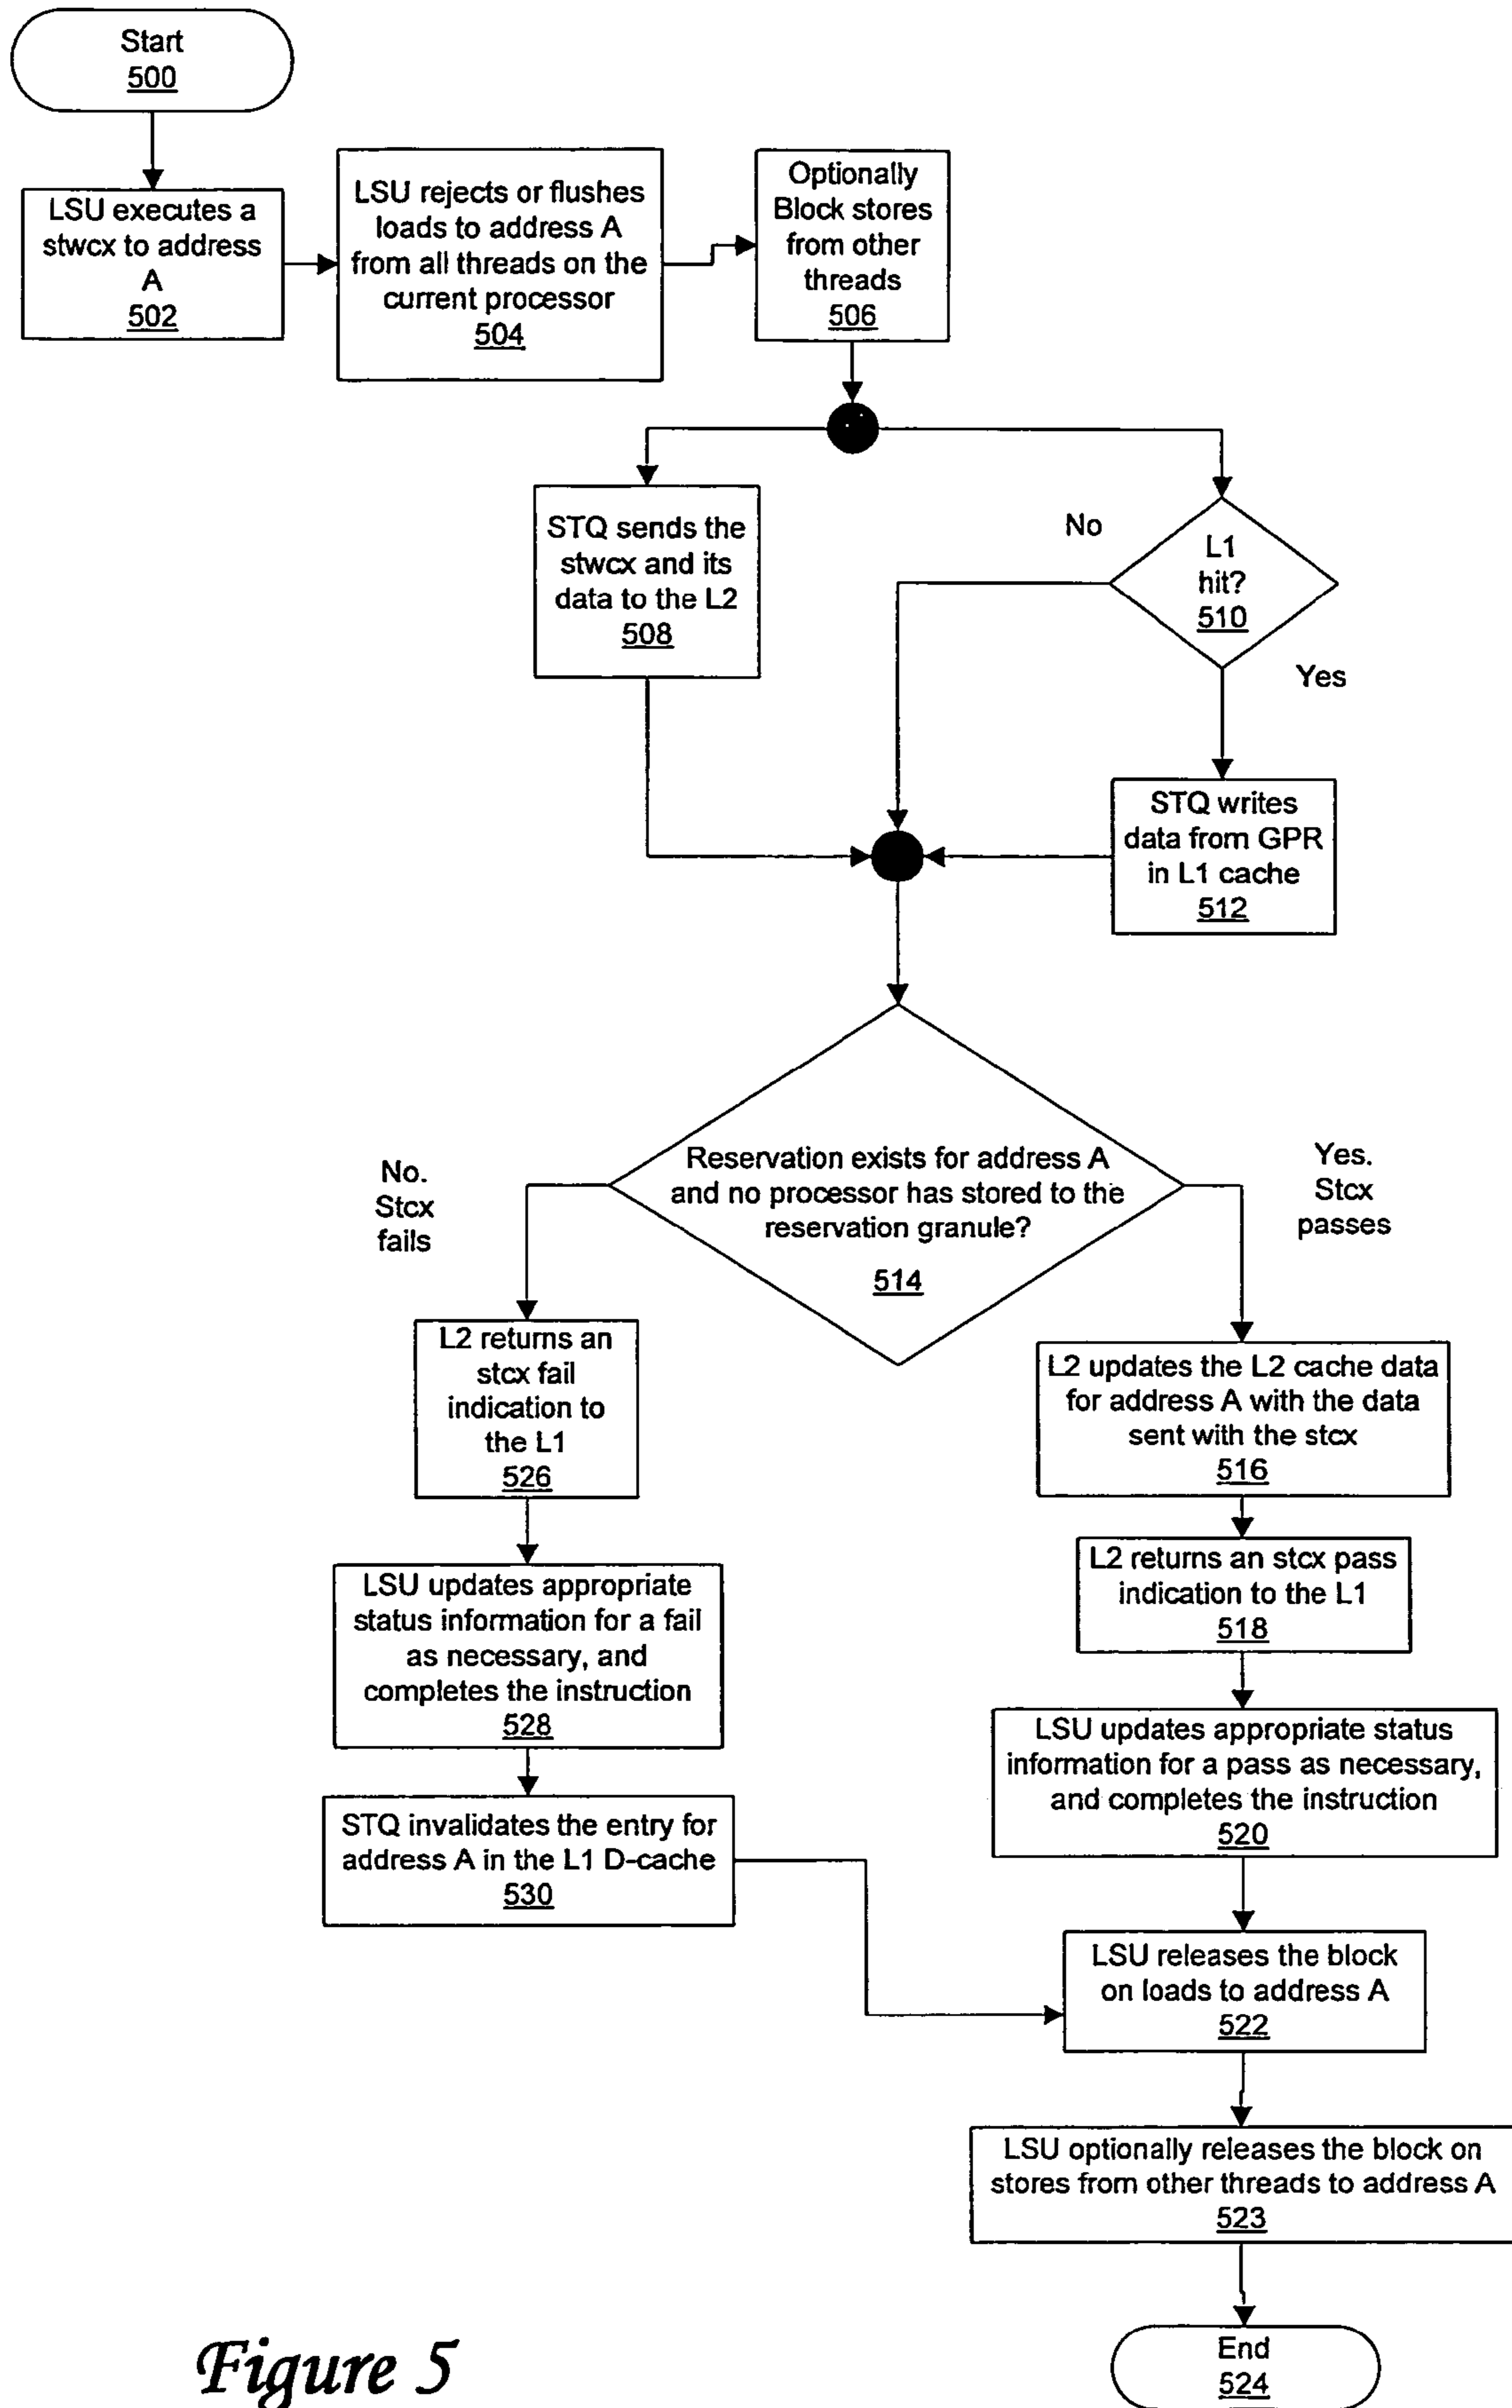 Start
500
LSU executes a
stwcx to address
A
502
LSU rejects or flushes
loads to address A
from all threads on the
current processor
504
Optionally
Block stores
from other
threads
506
STQ sends the
stwcx and its
data to the L2
508
No
L1
hit?
510
Yes
STQ writes
data from GPR
in L1 cache
512
Reservation exists for address A
and no processor has stored to the
reservation granule?
514
No.
Stcx
fails
Yes.
Stcx
passes
L2 returns an
stcx fail
indication to
the L1
526
LSU updates appropriate
status information for a fail
as necessary, and
completes the instruction
528
STQ invalidates the entry for
address A in the L1 D-cache
530
L2 updates the L2 cache data
for address A with the data
sent with the stcx
516
L2 returns an stcx pass
indication to the L1
518
LSU updates appropriate status
information for a pass as necessary,
and completes the instruction
520
LSU releases the block
on loads to address A
522
LSU optionally releases the block on
stores from other threads to address A
523
End
524
Figure 5